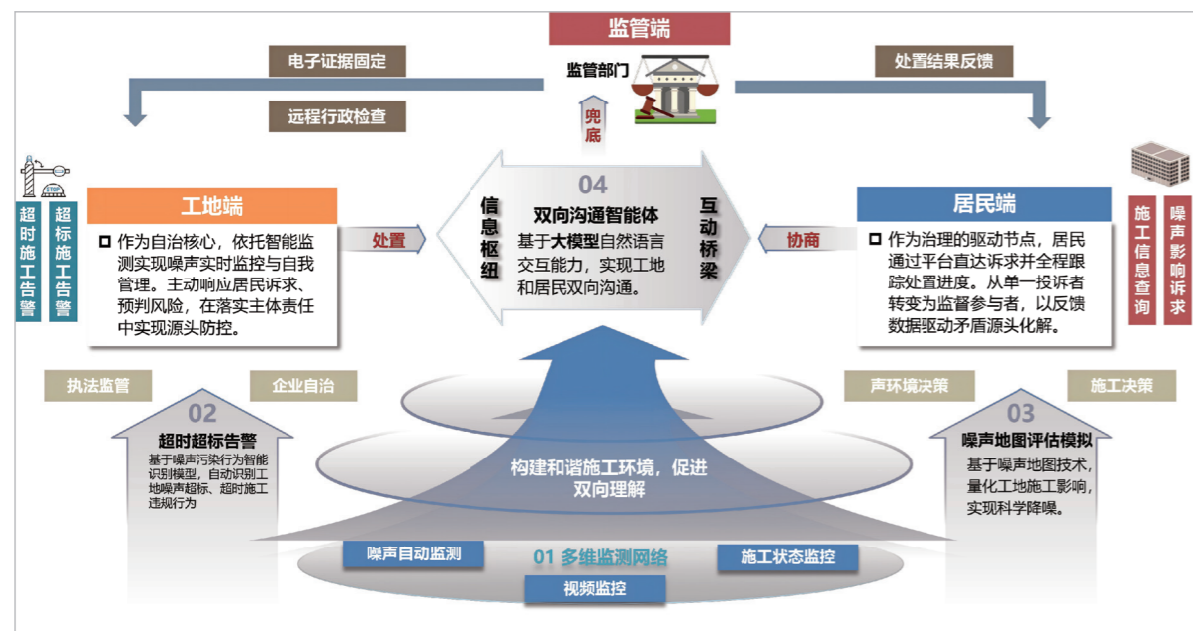 监管端
电子证据固定
监管部门
处置结果反馈
远程行政检查
兜底
超时施工告警
超标施工告警
工地端
作为自治核心，依托智能监
测实现噪声实时监控与自我
管理。主动响应居民诉求、
预判风险，在落实主体责任
中实现源头防控。
处置
信息枢纽
04
双向沟通智能体
基于大模型自然语言
交互能力，实现工地
和居民双向沟通。
互动桥梁
协商
居民端
作为治理的驱动节点，居民
通过平台直达诉求并全程跟
踪处置进度。从单一投诉者
转变为监督参与者，以反馈
数据驱动矛盾源头化解。
施工信息查询
噪声影响诉求
执法监管
企业自治
02
超时超标告警
基于噪声污染行为智能
识别模型，自动识别工
地噪声超标、超时施工
违规行为
构建和谐施工环境，促进
双向理解
声环境决策
施工决策
03
噪声地图评估模拟
基于噪声地图技术，
量化工地施工影响，
实现科学降噪。
噪声自动监测
01 多维监测网络
施工状态监控
视频监控